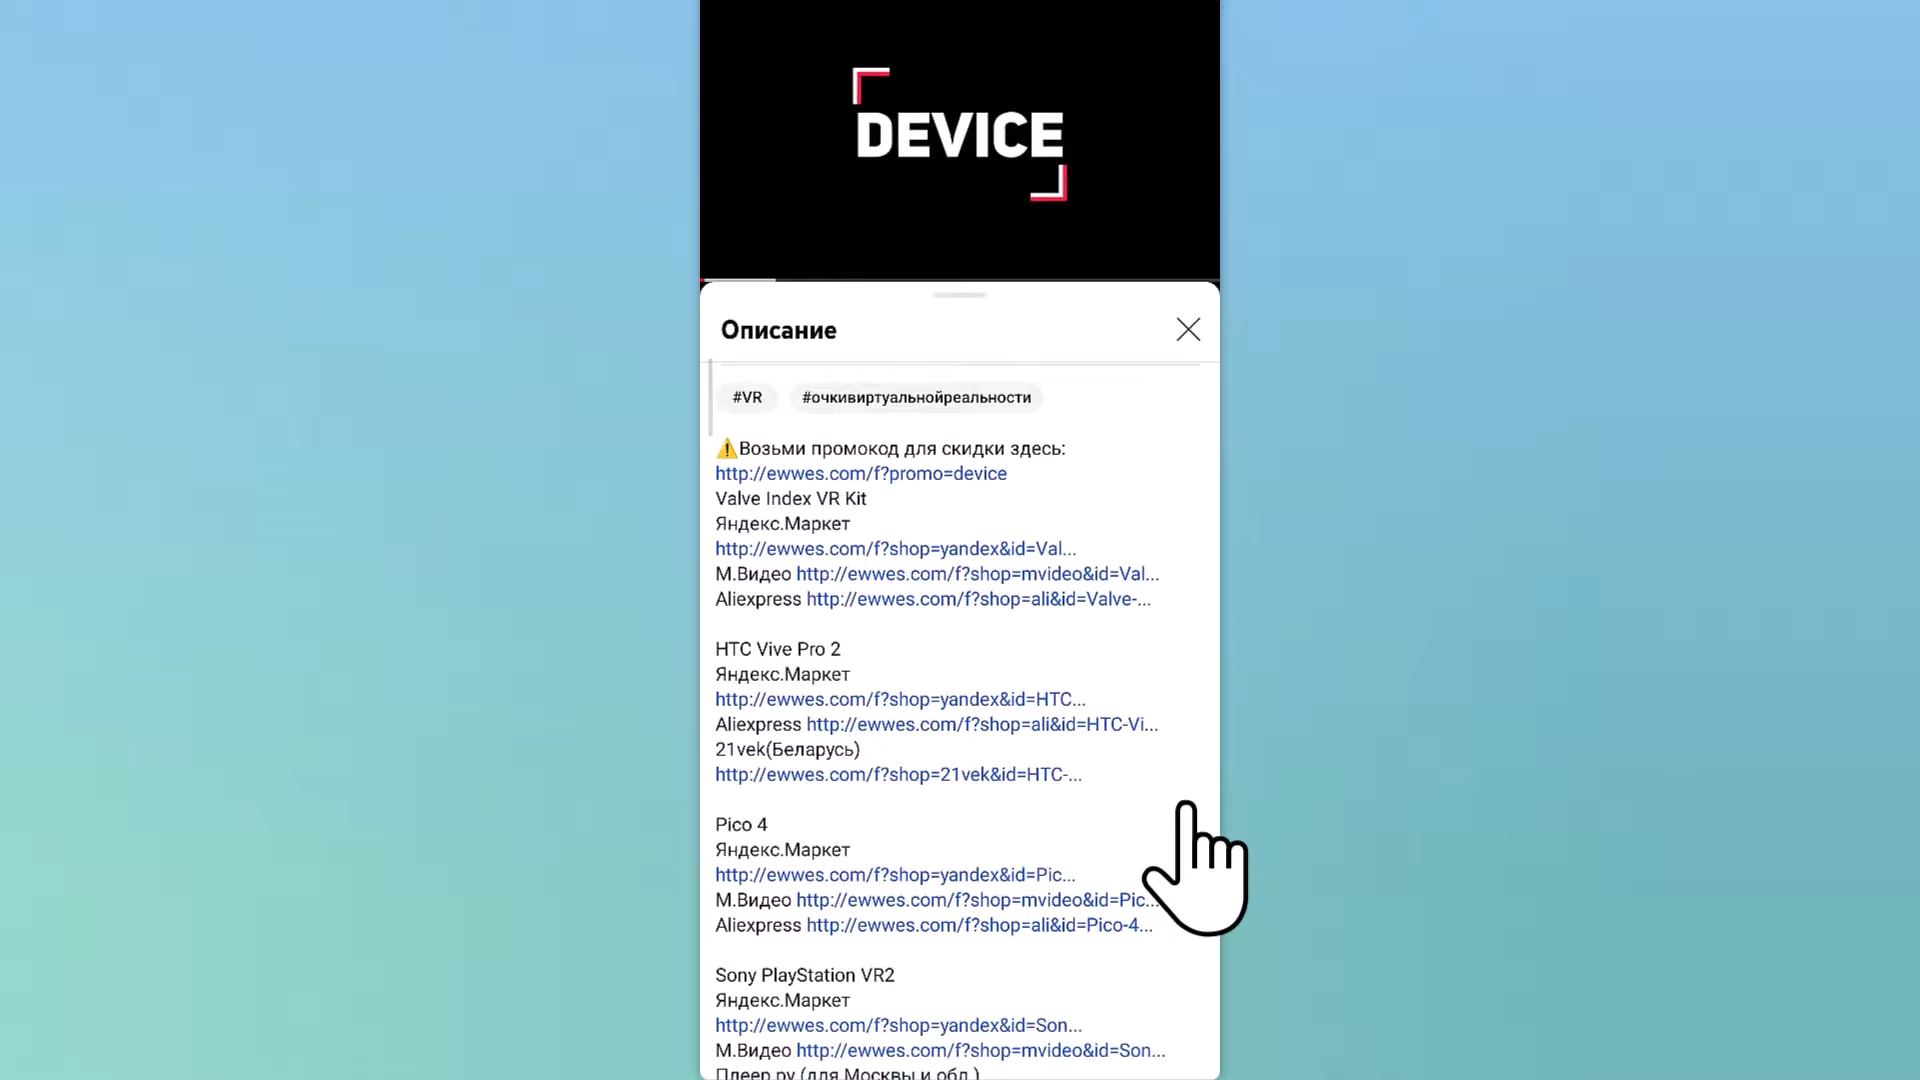 DEVICE
Описание
#VR #очкивиртуальнойреальности
⚠️Возьми промокод для скидки здесь:
http://ewwes.com/f?promo=device
Valve Index VR Kit
Яндекс.Маркет
http://ewwes.com/f?shop=yandex&id=Val...
М.Видео http://ewwes.com/f?shop=mvideo&id=Val...
Aliexpress http://ewwes.com/f?shop=ali&id=Valve-...
HTC Vive Pro 2
Яндекс.Маркет
http://ewwes.com/f?shop=yandex&id=HTC...
Aliexpress http://ewwes.com/f?shop=ali&id=HTC-Vi...
21vek(Беларусь)
http://ewwes.com/f?shop=21vek&id=HTC-...
Pico 4
Яндекс.Маркет
http://ewwes.com/f?shop=yandex&id=Pic...
М.Видео http://ewwes.com/f?shop=mvideo&id=Pic...
Aliexpress http://ewwes.com/f?shop=ali&id=Pico-4...
Sony PlayStation VR2
Яндекс.Маркет
http://ewwes.com/f?shop=yandex&id=Son...
М.Видео http://ewwes.com/f?shop=mvideo&id=Son...
Плеер.ру (для Москвы и обл.)